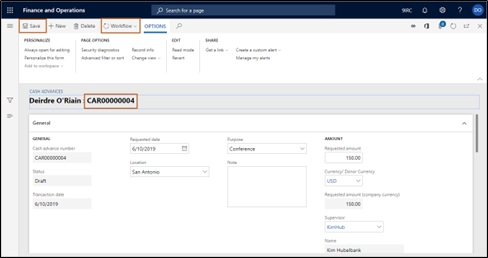 Finance and Operations
Search for a page
9IRC
DO
Save
New
Delete
Workflow
OPTIONS
PERSONALIZE
Always open for editing
Personalize this form
Add to workspace
PAGE OPTIONS
Security diagnostics
Advanced filter or sort
Record info
Change view
EDIT
Read mode
Revert
SHARE
Get a link
Create a custom alert
Manage my alerts
CASH ADVANCES
Deirdre O'Riain CAR00000004
General
GENERAL
Cash advance number
CAR00000004
Status
Draft
Transaction date
6/10/2019
Requested date
6/10/2019
Location
San Antonio
Purpose
Conference
Note
AMOUNT
Requested amount
150.00
Currency/ Donor Currency
USD
Requested amount (company currency)
150.00
Supervisor
KimHub
Name
Kim Hubelbank